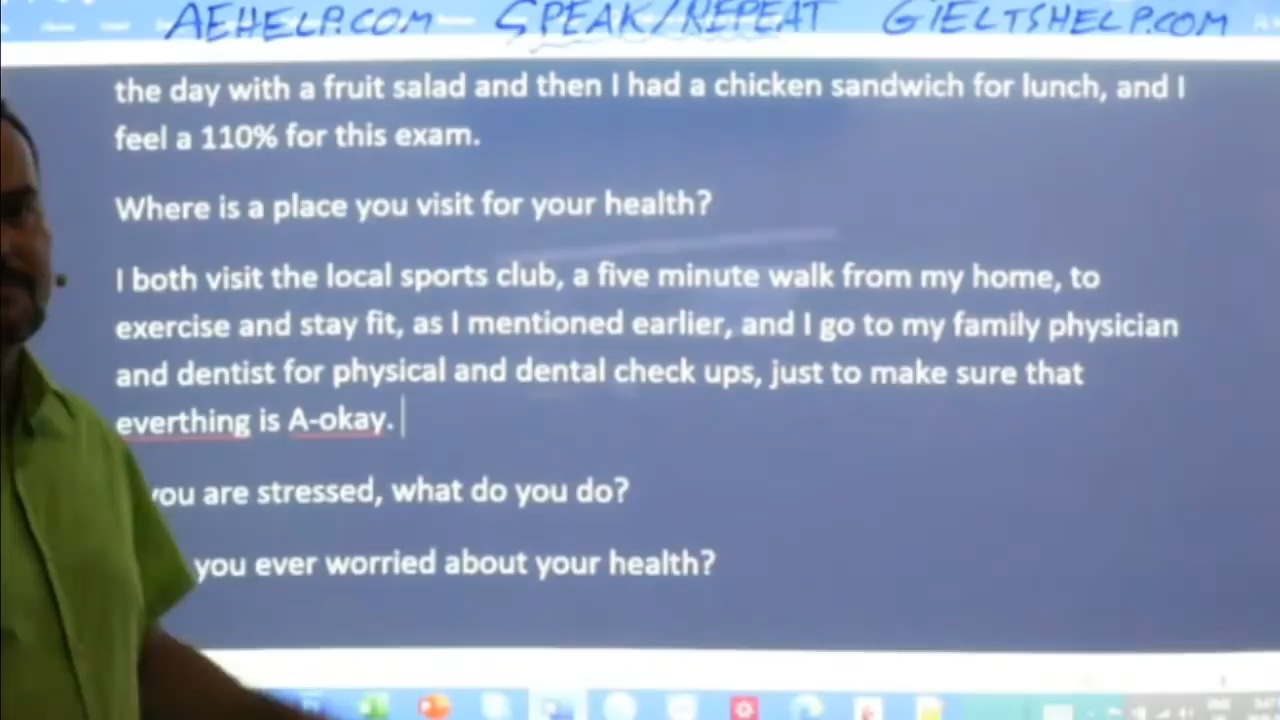 AEHELP.COM SPEAK/REPEAT GIELTSHELP.COM
the day with a fruit salad and then I had a chicken sandwich for lunch, and I
feel a 110% for this exam.
Where is a place you visit for your health?
I both visit the local sports club, a five minute walk from my home, to
exercise and stay fit, as I mentioned earlier, and I go to my family physician
and dentist for physical and dental check ups, just to make sure that
everthing is A-okay.
you are stressed, what do you do?
you ever worried about your health?